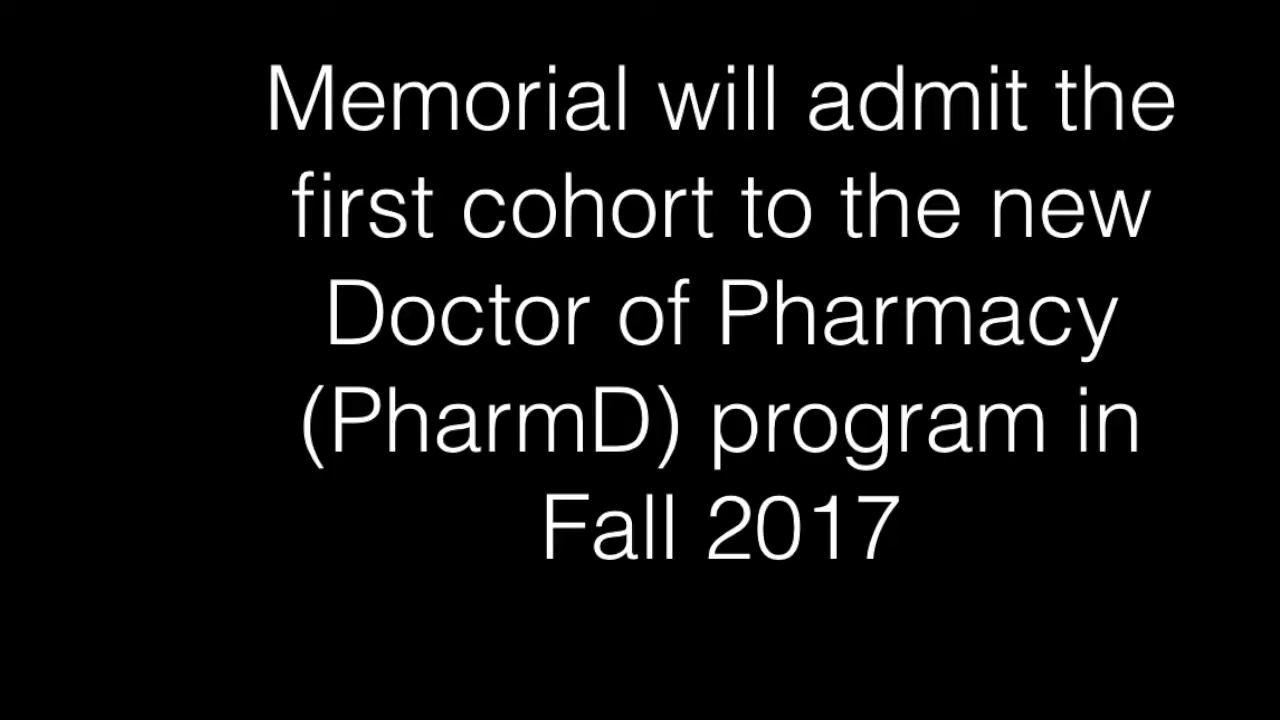 Memorial will admit the
first cohort to the new
Doctor of Pharmacy
(PharmD) program in
Fall 2017